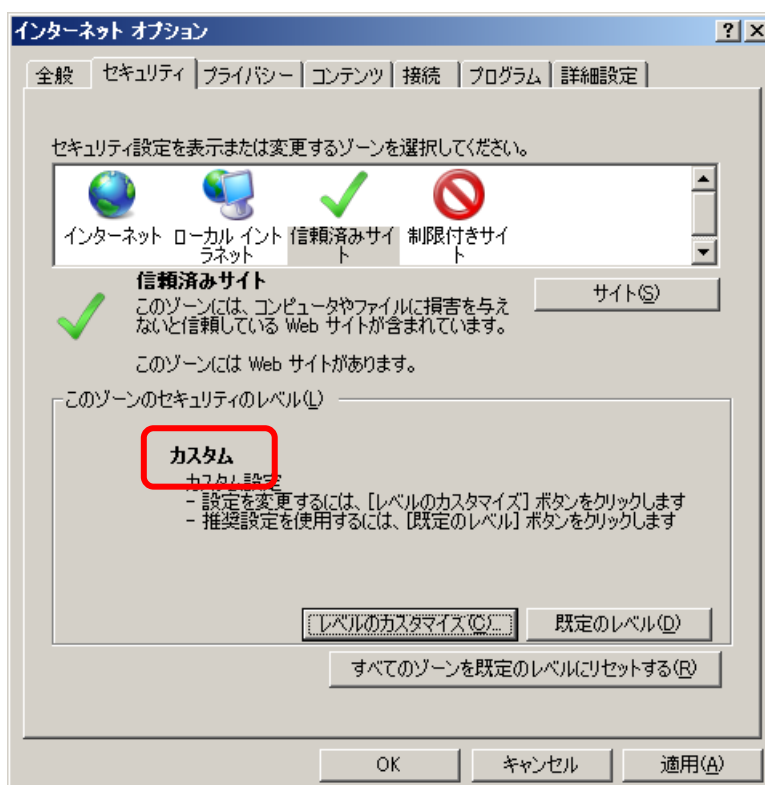 インターネット オプション
全般 セキュリティ プライバシー コンテンツ 接続 プログラム 詳細設定
セキュリティ設定を表示または変更するゾーンを選択してください。
インターネット
ローカル イント
ラネット
信頼済みサイ
ト
制限付きサイ
ト
信頼済みサイト
このゾーンには、コンピュータやファイルに損害を与え
ないと信頼している Web サイトが含まれています。
このゾーンには Web サイトがあります。
サイト(S)
このゾーンのセキュリティのレベル(L)
カスタム
カスタム設定
- 設定を変更するには、[レベルのカスタマイズ] ボタンをクリックします
- 推奨設定を使用するには、[既定のレベル] ボタンをクリックします
レベルのカスタマイズ(C)... 既定のレベル(D)
すべてのゾーンを既定のレベルにリセットする(R)
OK キャンセル 適用(A)